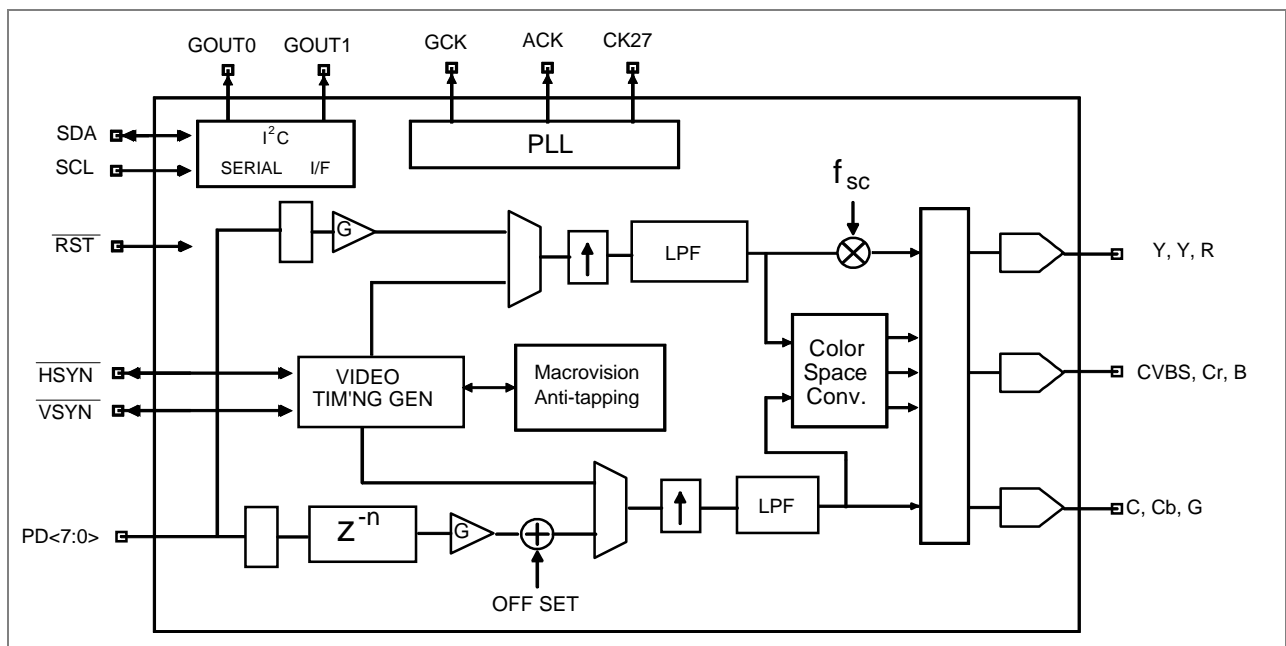 GOUT0 GOUT1 GCK ACK CK27
SDA
SCL
I²C
SERIAL I/F
PLL
f_SC
RST
G
LPF
Y, Y, R
HSYN
VSYN
VIDEO
TIM'NG GEN
Macrovision
Anti-tapping
Color
Space
Conv.
CVBS, Cr, B
PD<7:0>
Z⁻ⁿ
G
LPF
C, Cb, G
OFF SET